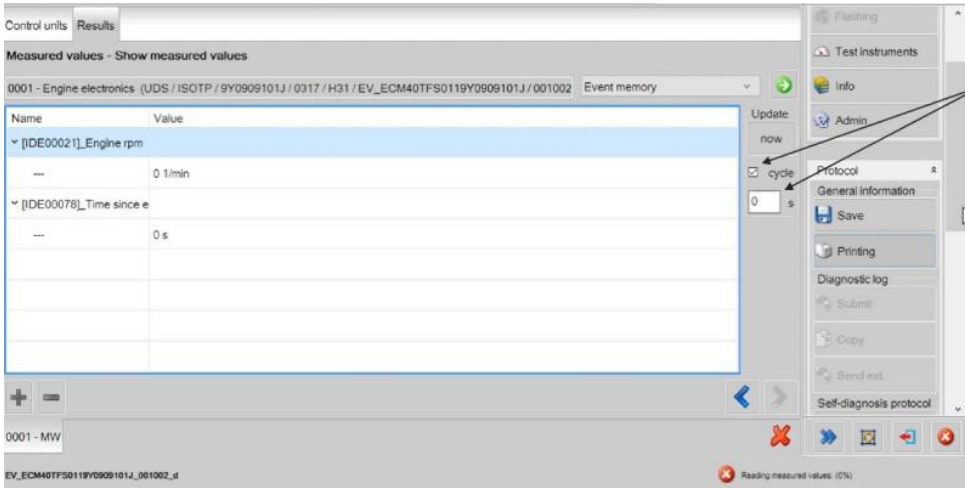 Control units Results
Measured values - Show measured values
0001 - Engine electronics (UDS / ISOTP / 9Y0909101J / 0317 / H31 / EV_ECM40TFS0119Y0909101J / 001002 Event memory
Name Value
[IDE00021]_Engine rpm
--- 0 1/min
[IDE00078]_Time since e
--- 0 s
Update
now
cycle
0 s
0001 - MW
EV_ECM40TFS0119Y0909101J_001002_d
Reading measured values: (0%)
Flashing
Test instruments
Info
Admin
Protocol
General information
Save
Printing
Diagnostic log
Submit
Copy
Send ext.
Self-diagnosis protocol